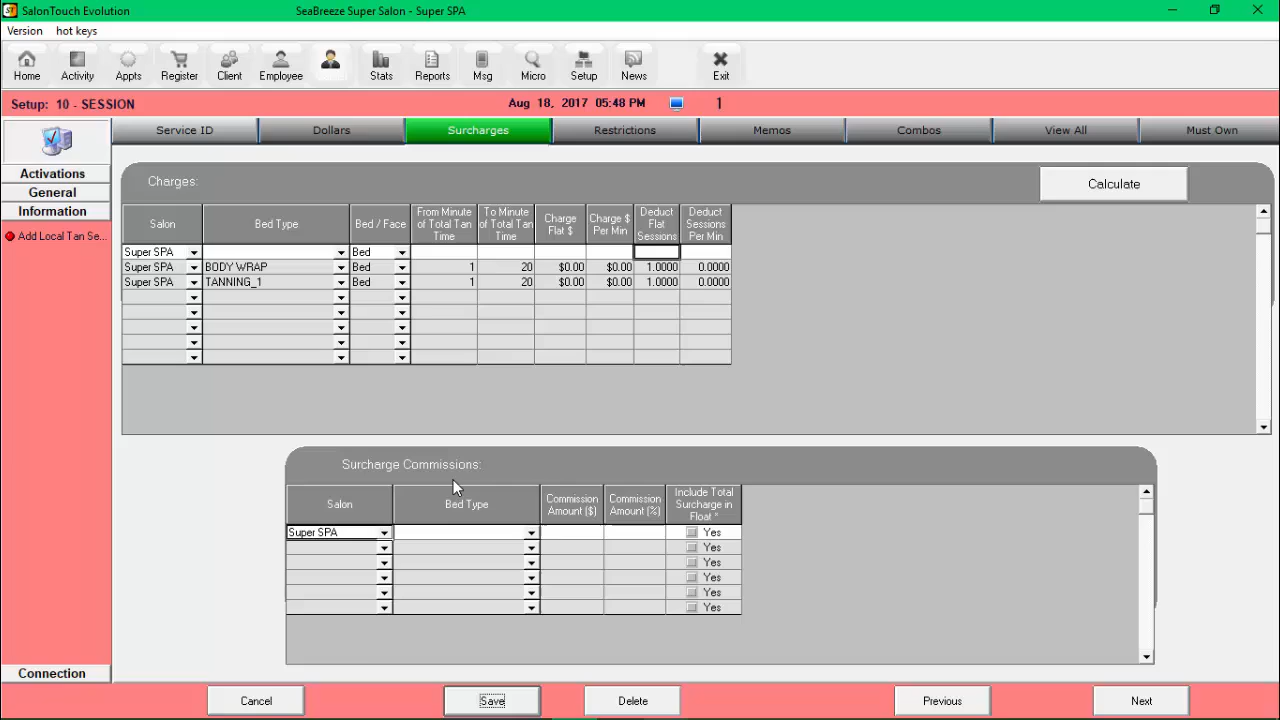 SalonTouch Evolution SeaBreeze Super Salon - Super SPA
Version hot keys
Home Activity Appts Register Client Employee Stats Reports Msg Micro Setup News Exit
Setup: 10 - SESSION Aug 18, 2017 05:48 PM 1
Service ID Dollars Surcharges Restrictions Memos Combos View All Must Own
Activations
General
Information
Add Local Tan Se...
Charges: Calculate
Salon Bed Type Bed / Face From Minute of Total Tan Time To Minute of Total Tan Time Charge Flat $ Charge $ Per Min Deduct Flat Sessions Deduct Sessions Per Min
Super SPA Bed
Super SPA BODY WRAP Bed 1 20 $0.00 $0.00 1.0000 0.0000
Super SPA TANNING_1 Bed 1 20 $0.00 $0.00 1.0000 0.0000
Surcharge Commissions:
Salon Bed Type Commission Amount ($) Commission Amount (%) Include Total Surcharge in Float *
Super SPA Yes
Yes
Yes
Yes
Yes
Yes
Connection
Cancel Save Delete Previous Next